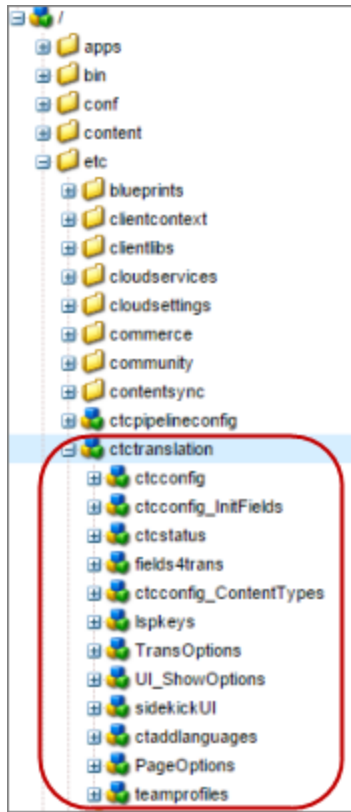 /
apps
bin
conf
content
etc
blueprints
clientcontext
clientlibs
cloudservices
cloudsettings
commerce
community
contentsync
ctcpipelineconfig
ctctranslation
ctcconfig
ctcconfig_InitFields
ctcstatus
fields4trans
ctcconfig_ContentTypes
lspkeys
TransOptions
UI_ShowOptions
sidekickUI
ctaddlanguages
PageOptions
teamprofiles